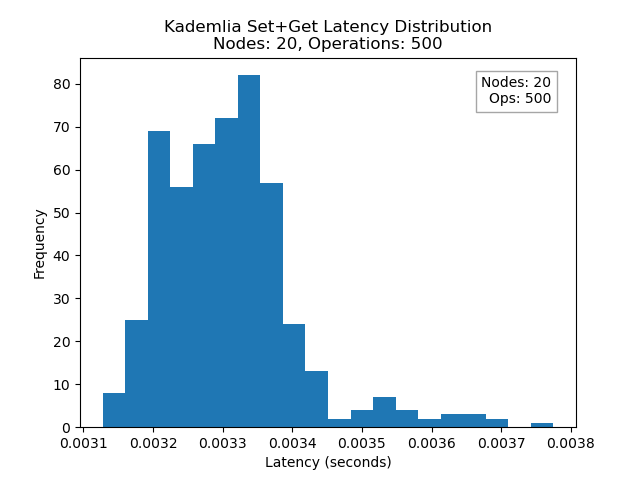 Kademlia Set+Get Latency Distribution
Nodes: 20, Operations: 500
Nodes: 20
Ops: 500
80
70
60
50
40
30
20
10
0
Frequency
0.0031 0.0032 0.0033 0.0034 0.0035 0.0036 0.0037 0.0038
Latency (seconds)